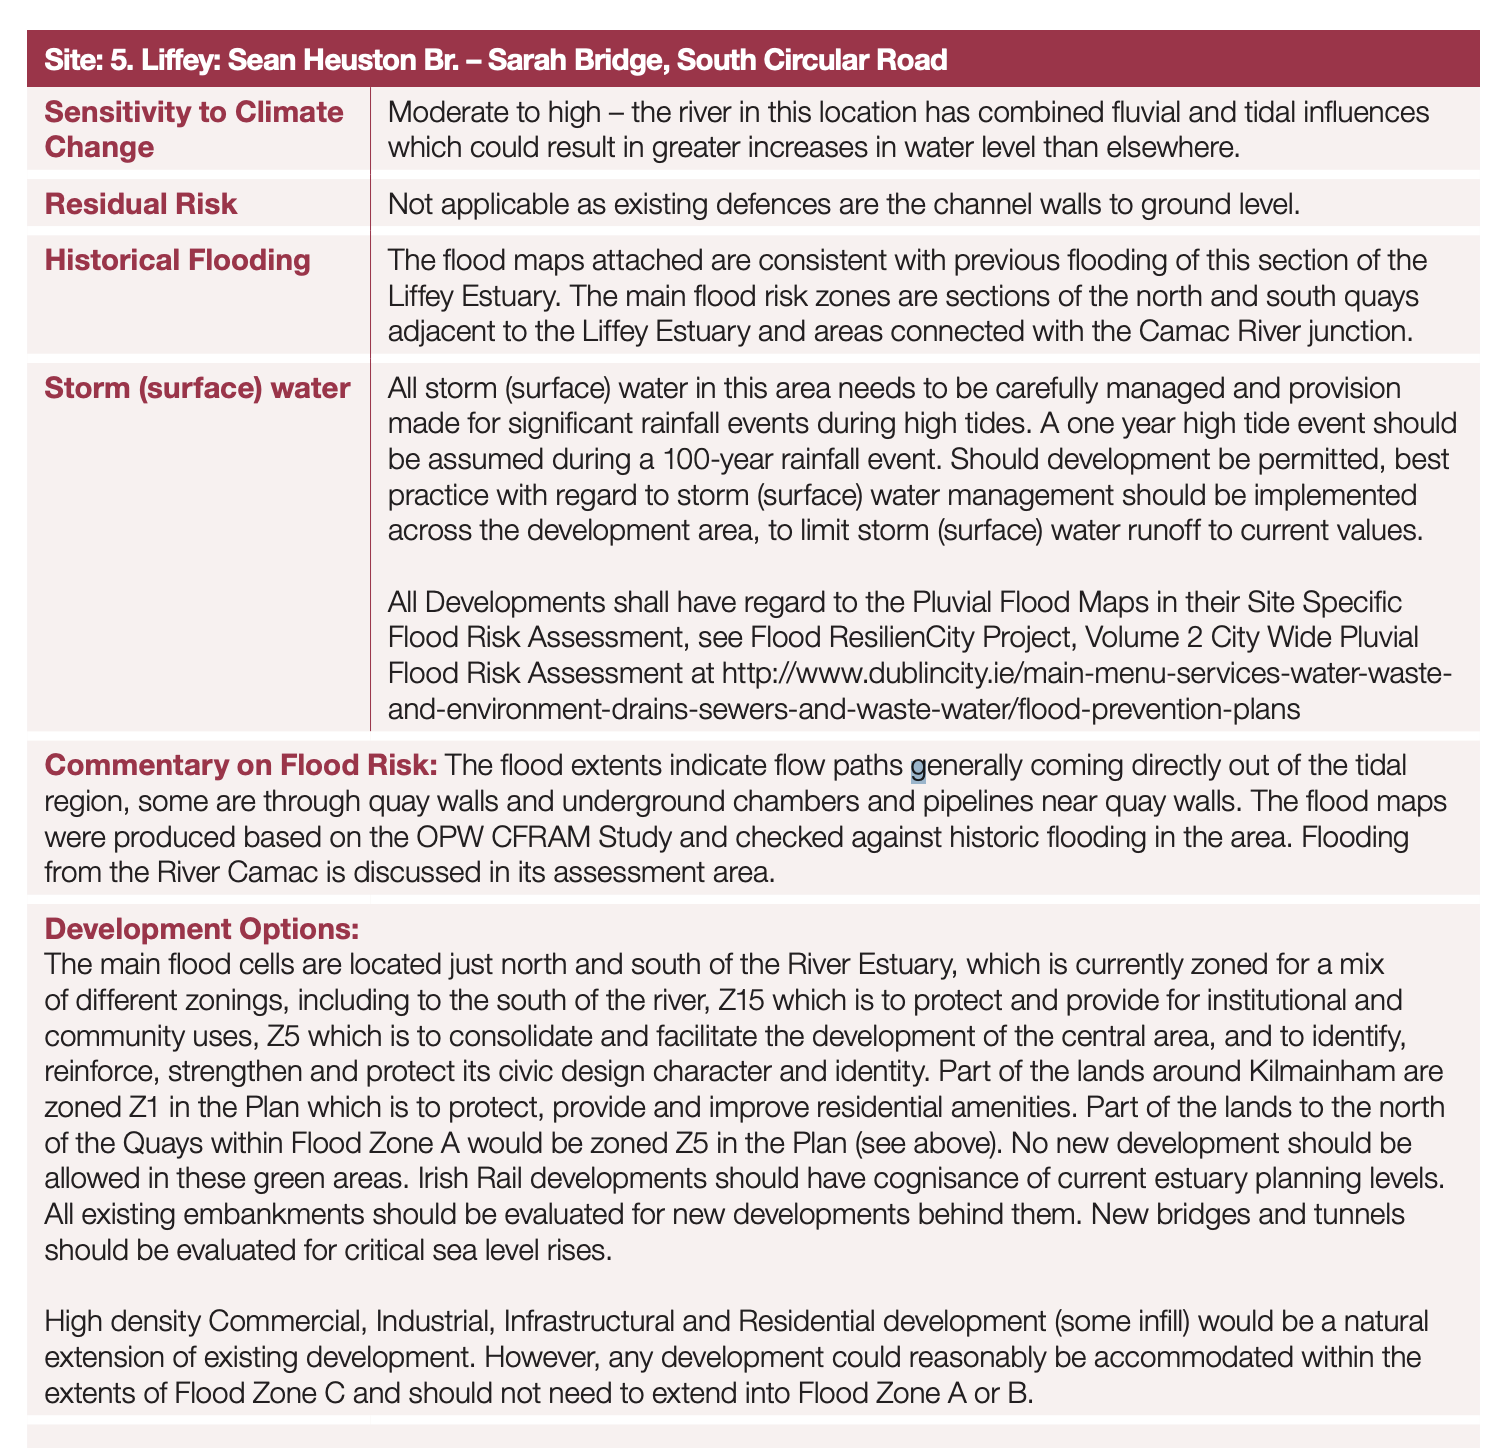 Site: 5. Liffey: Sean Heuston Br. – Sarah Bridge, South Circular Road
Sensitivity to Climate
Change
Moderate to high – the river in this location has combined fluvial and tidal influences
which could result in greater increases in water level than elsewhere.
Residual Risk
Not applicable as existing defences are the channel walls to ground level.
Historical Flooding
The flood maps attached are consistent with previous flooding of this section of the
Liffey Estuary. The main flood risk zones are sections of the north and south quays
adjacent to the Liffey Estuary and areas connected with the Camac River junction.
Storm (surface) water
All storm (surface) water in this area needs to be carefully managed and provision
made for significant rainfall events during high tides. A one year high tide event should
be assumed during a 100-year rainfall event. Should development be permitted, best
practice with regard to storm (surface) water management should be implemented
across the development area, to limit storm (surface) water runoff to current values.
All Developments shall have regard to the Pluvial Flood Maps in their Site Specific
Flood Risk Assessment, see Flood ResilienCity Project, Volume 2 City Wide Pluvial
Flood Risk Assessment at http://www.dublincity.ie/main-menu-services-water-waste-
and-environment-drains-sewers-and-waste-water/flood-prevention-plans
Commentary on Flood Risk: The flood extents indicate flow paths generally coming directly out of the tidal
region, some are through quay walls and underground chambers and pipelines near quay walls. The flood maps
were produced based on the OPW CFRAM Study and checked against historic flooding in the area. Flooding
from the River Camac is discussed in its assessment area.
Development Options:
The main flood cells are located just north and south of the River Estuary, which is currently zoned for a mix
of different zonings, including to the south of the river, Z15 which is to protect and provide for institutional and
community uses, Z5 which is to consolidate and facilitate the development of the central area, and to identify,
reinforce, strengthen and protect its civic design character and identity. Part of the lands around Kilmainham are
zoned Z1 in the Plan which is to protect, provide and improve residential amenities. Part of the lands to the north
of the Quays within Flood Zone A would be zoned Z5 in the Plan (see above). No new development should be
allowed in these green areas. Irish Rail developments should have cognisance of current estuary planning levels.
All existing embankments should be evaluated for new developments behind them. New bridges and tunnels
should be evaluated for critical sea level rises.
High density Commercial, Industrial, Infrastructural and Residential development (some infill) would be a natural
extension of existing development. However, any development could reasonably be accommodated within the
extents of Flood Zone C and should not need to extend into Flood Zone A or B.